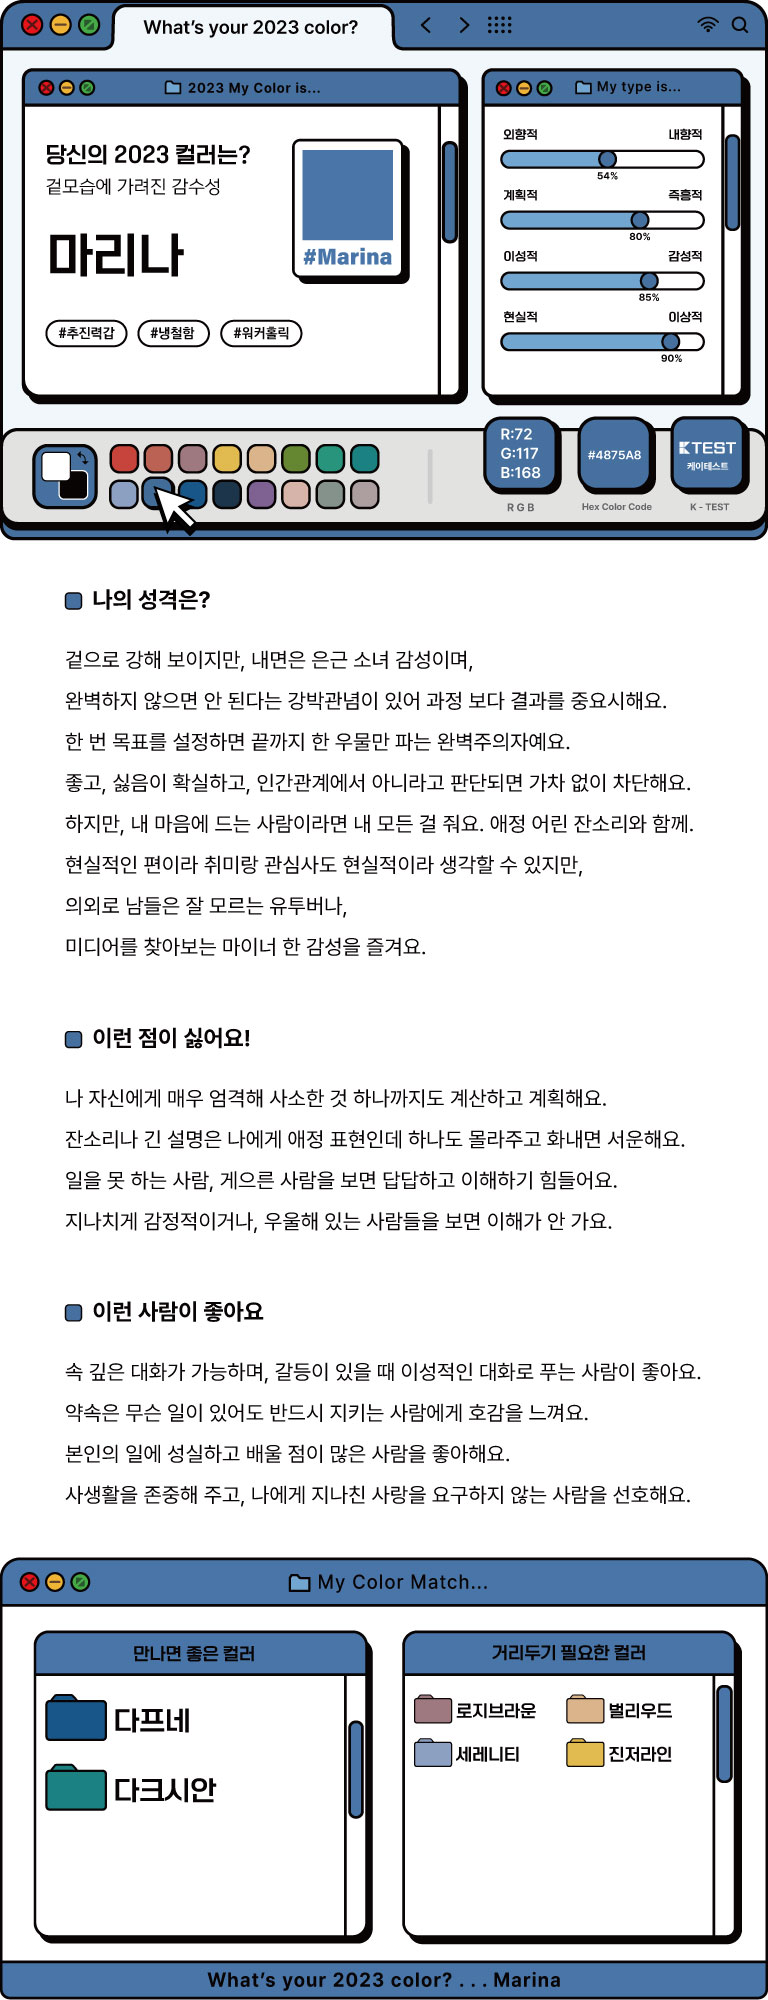 What's your 2023 color?
2023 My Color is...
당신의 2023 컬러는?
겉모습에 가려진 감수성
마리나
#Marina
#추진력갑 #냉철함 #워커홀릭
My type is...
외향적 내향적
54%
계획적 즉흥적
80%
이성적 감성적
85%
현실적 이상적
90%
R:72
G:117
B:168
RGB
#4875A8
Hex Color Code
KTEST
케이테스트
K - TEST
나의 성격은?
겉으로 강해 보이지만, 내면은 은근 소녀 감성이며,
완벽하지 않으면 안 된다는 강박관념이 있어 과정 보다 결과를 중요시해요.
한 번 목표를 설정하면 끝까지 한 우물만 파는 완벽주의자예요.
좋고, 싫음이 확실하고, 인간관계에서 아니라고 판단되면 가차 없이 차단해요.
하지만, 내 마음에 드는 사람이라면 내 모든 걸 줘요. 애정 어린 잔소리와 함께.
현실적인 편이라 취미랑 관심사도 현실적이라 생각할 수 있지만,
의외로 남들은 잘 모르는 유투버나,
미디어를 찾아보는 마이너 한 감성을 즐겨요.
이런 점이 싫어요!
나 자신에게 매우 엄격해 사소한 것 하나까지도 계산하고 계획해요.
잔소리나 긴 설명은 나에게 애정 표현인데 하나도 몰라주고 화내면 서운해요.
일을 못 하는 사람, 게으른 사람을 보면 답답하고 이해하기 힘들어요.
지나치게 감정적이거나, 우울해 있는 사람들을 보면 이해가 안 가요.
이런 사람이 좋아요
속 깊은 대화가 가능하며, 갈등이 있을 때 이성적인 대화로 푸는 사람이 좋아요.
약속은 무슨 일이 있어도 반드시 지키는 사람에게 호감을 느껴요.
본인의 일에 성실하고 배울 점이 많은 사람을 좋아해요.
사생활을 존중해 주고, 나에게 지나친 사랑을 요구하지 않는 사람을 선호해요.
My Color Match...
만나면 좋은 컬러
다프네
다크시안
거리두기 필요한 컬러
로지브라운 벌리우드
세레니티 진저라인
What's your 2023 color? . . . Marina